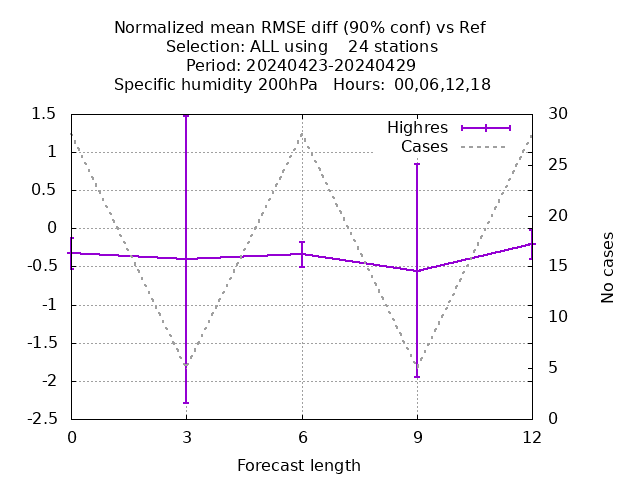 Normalized mean RMSE diff (90% conf) vs Ref
Selection: ALL using 24 stations
Period: 20240423-20240429
Specific humidity 200hPa Hours: 00,06,12,18
Highres
Cases
1.5
1
0.5
0
-0.5
-1
-1.5
-2
-2.5
30
25
20
15
10
5
0
No cases
0 3 6 9 12
Forecast length